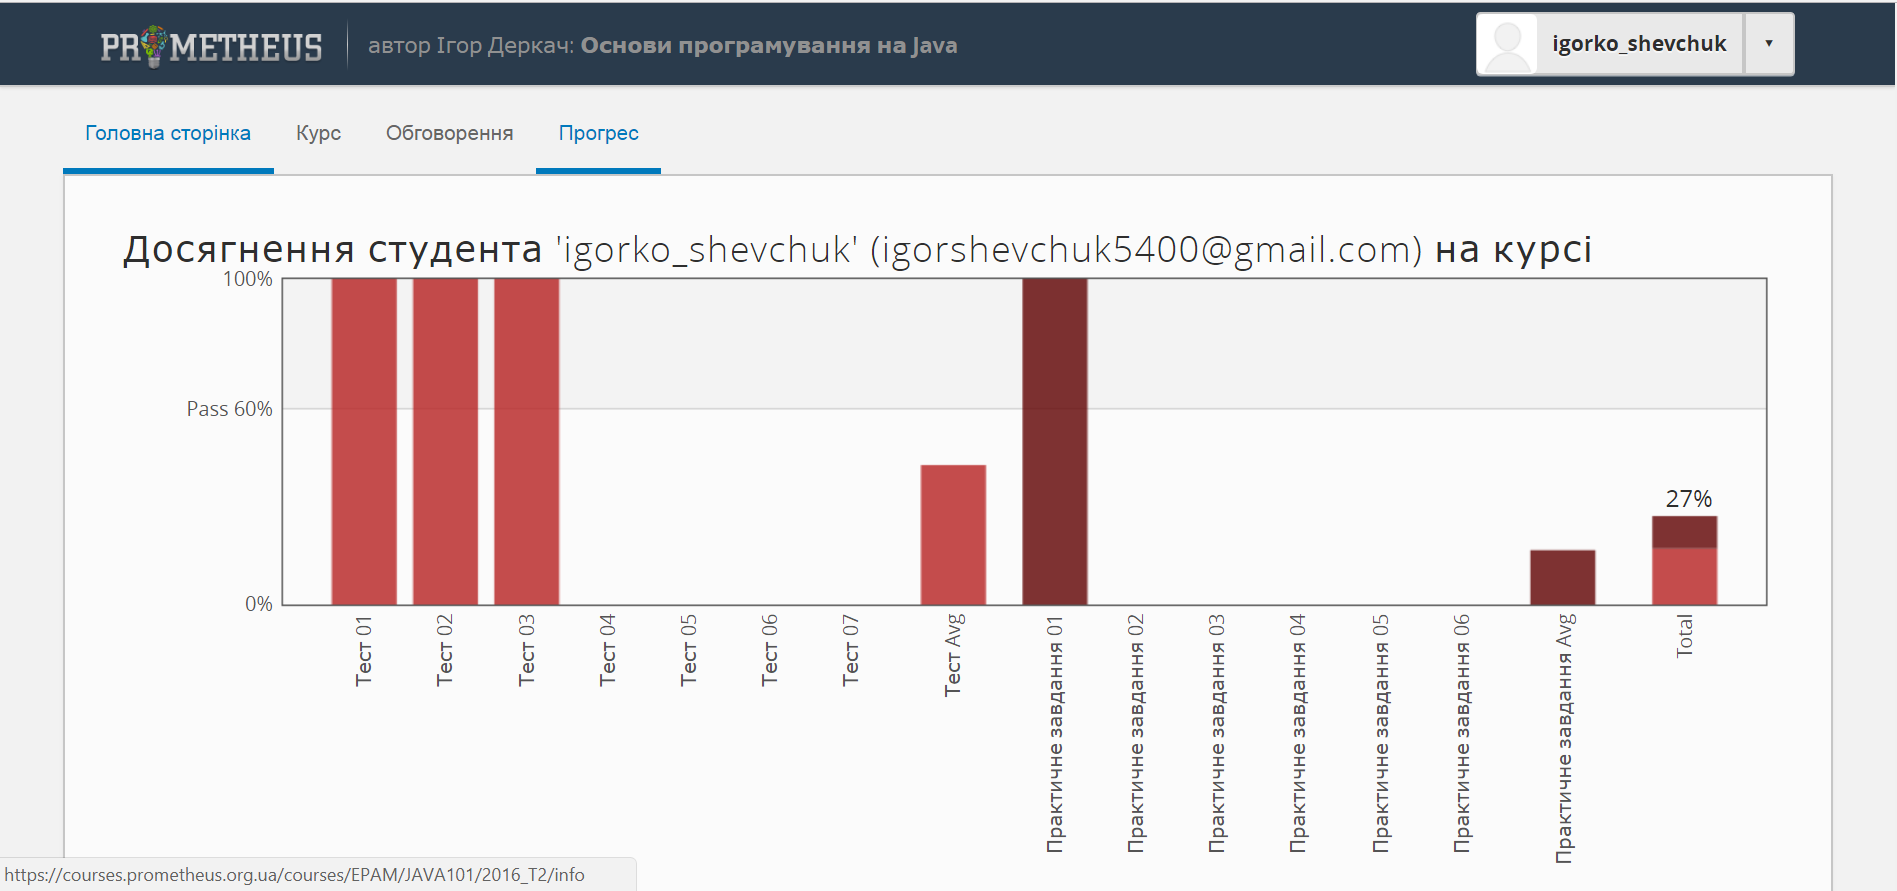 PROMETHEUS
автор Ігор Деркач: Основи програмування на Java
igorko_shevchuk
Головна сторінка
Курс
Обговорення
Прогрес
Досягнення студента 'igorko_shevchuk' (igorshevchuk5400@gmail.com) на курсі
100%
Pass 60%
0%
27%
Тест 01
Тест 02
Тест 03
Тест 04
Тест 05
Тест 06
Тест 07
Тест Avg
Практичне завдання 01
Практичне завдання 02
Практичне завдання 03
Практичне завдання 04
Практичне завдання 05
Практичне завдання 06
Практичне завдання Avg
Total
https://courses.prometheus.org.ua/courses/EPAM/JAVA101/2016_T2/info